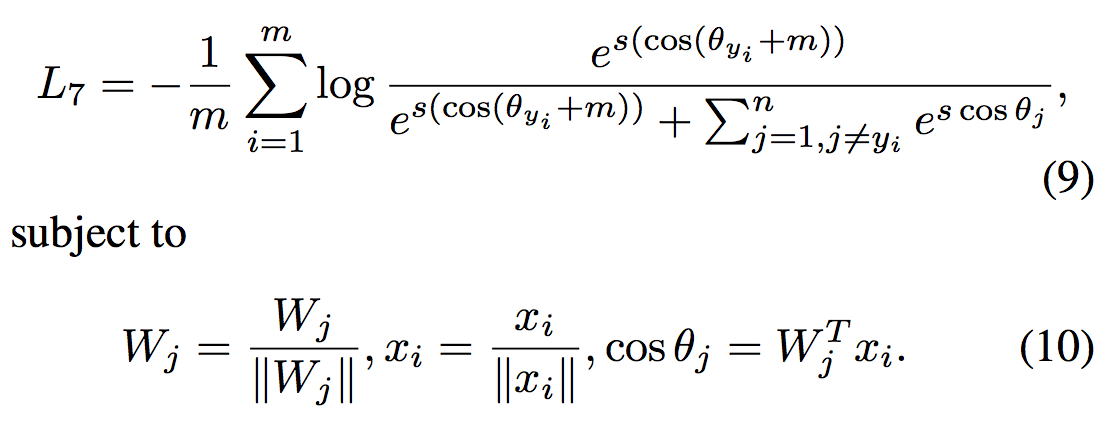 $$L_7 = -\frac{1}{m} \sum_{i=1}^{m} \log \frac{e^{s(\cos(\theta_{y_i}+m))}}{e^{s(\cos(\theta_{y_i}+m))} + \sum_{j=1, j \neq y_i}^{n} e^{s \cos \theta_j}},$$
(9)
subject to
$$W_j = \frac{W_j}{\|W_j\|}, x_i = \frac{x_i}{\|x_i\|}, \cos \theta_j = W_j^T x_i. \quad (10)$$